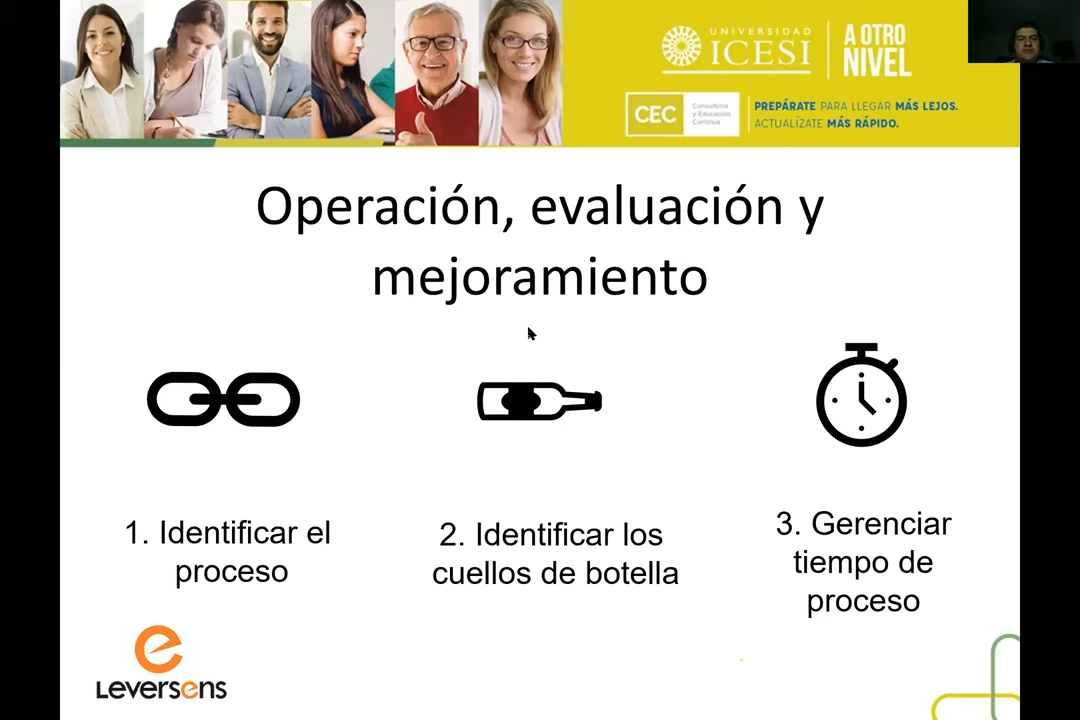 UNIVERSIDAD
ICESI
A OTRO
NIVEL
CEC
Consultoría
y Educación
Continua
PREPÁRATE PARA LLEGAR MÁS LEJOS.
ACTUALÍZATE MÁS RÁPIDO.
Operación, evaluación y
mejoramiento
1. Identificar el
proceso
2. Identificar los
cuellos de botella
3. Gerenciar
tiempo de
proceso
e
Leversens